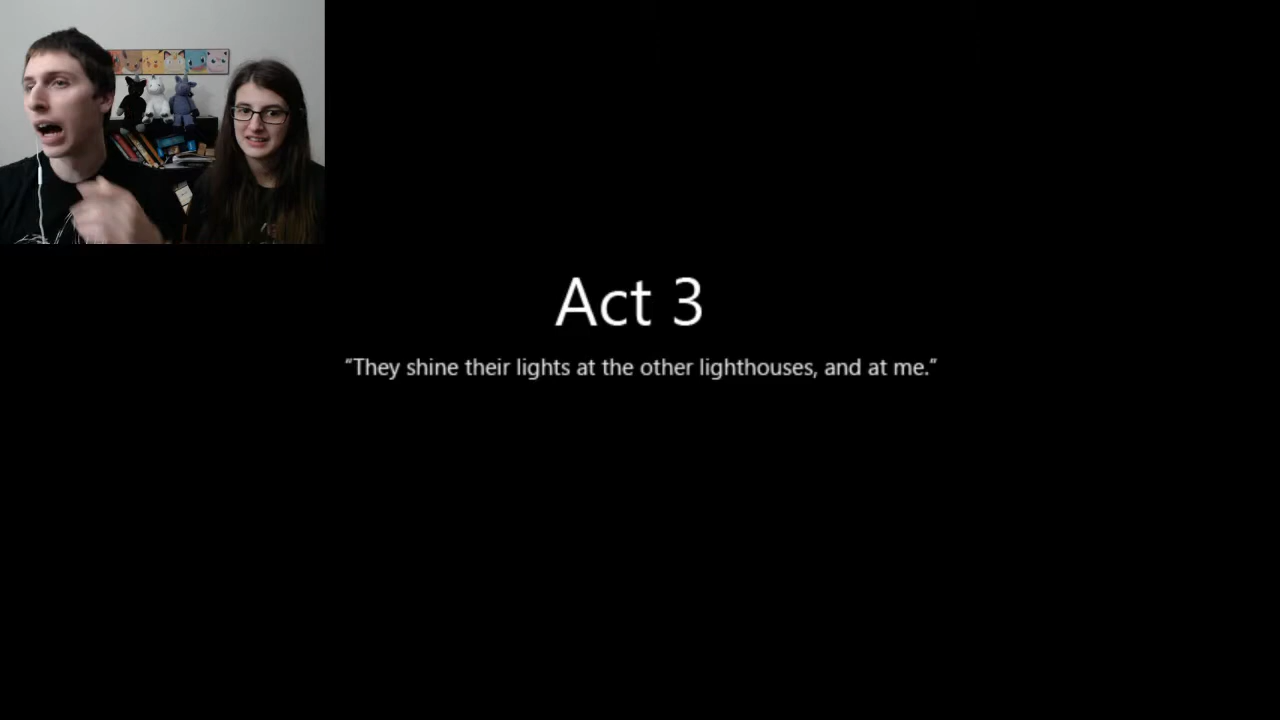 Act 3
“They shine their lights at the other lighthouses, and at me.”